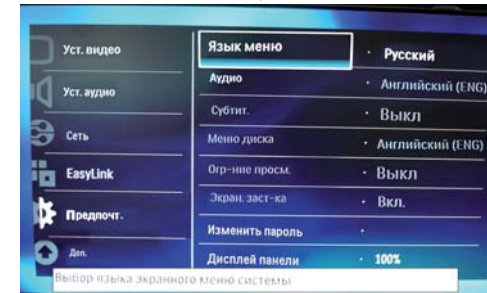 Уст. видео
Уст. аудио
Сеть
EasyLink
Предпочт.
Доп.
Язык меню · Русский
Аудио · Английский (ENG)
Субтит. · Выкл
Меню диска · Английский (ENG)
Огр-ние просм. · Выкл
Экран. заст-ка · Вкл.
Изменить пароль ·
Дисплей панели · 100%
Выбор языка экранного меню системы